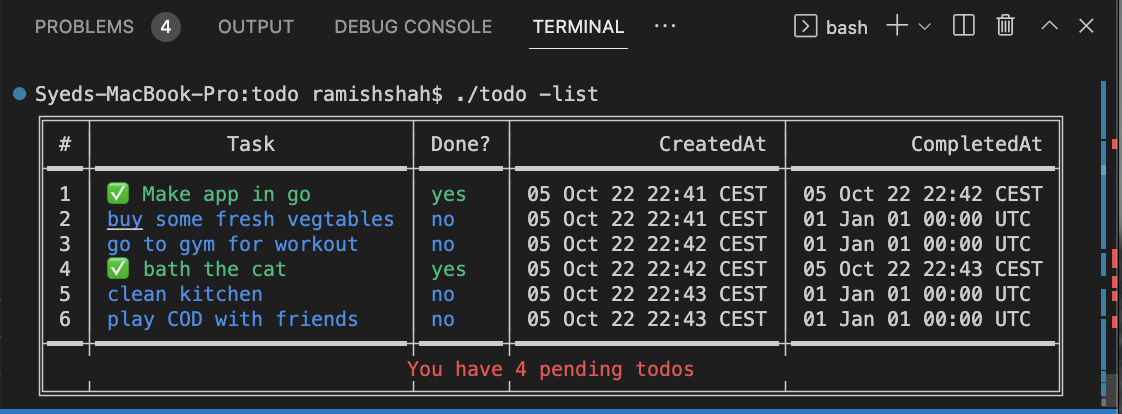 PROBLEMS 4 OUTPUT DEBUG CONSOLE TERMINAL ··· bash
Syeds-MacBook-Pro:todo ramishshah$ ./todo -list
# Task Done? CreatedAt CompletedAt
1 ✅ Make app in go yes 05 Oct 22 22:41 CEST 05 Oct 22 22:42 CEST
2 buy some fresh vegtables no 05 Oct 22 22:41 CEST 01 Jan 01 00:00 UTC
3 go to gym for workout no 05 Oct 22 22:42 CEST 01 Jan 01 00:00 UTC
4 ✅ bath the cat yes 05 Oct 22 22:42 CEST 05 Oct 22 22:43 CEST
5 clean kitchen no 05 Oct 22 22:43 CEST 01 Jan 01 00:00 UTC
6 play COD with friends no 05 Oct 22 22:43 CEST 01 Jan 01 00:00 UTC
You have 4 pending todos